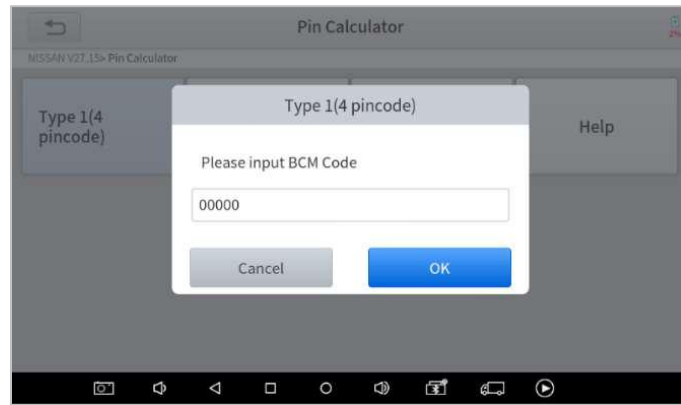 Pin Calculator
2%
NISSAN V27.15> Pin Calculator
Type 1(4
pincode)
Help
Type 1(4 pincode)
Please input BCM Code
00000
Cancel
OK